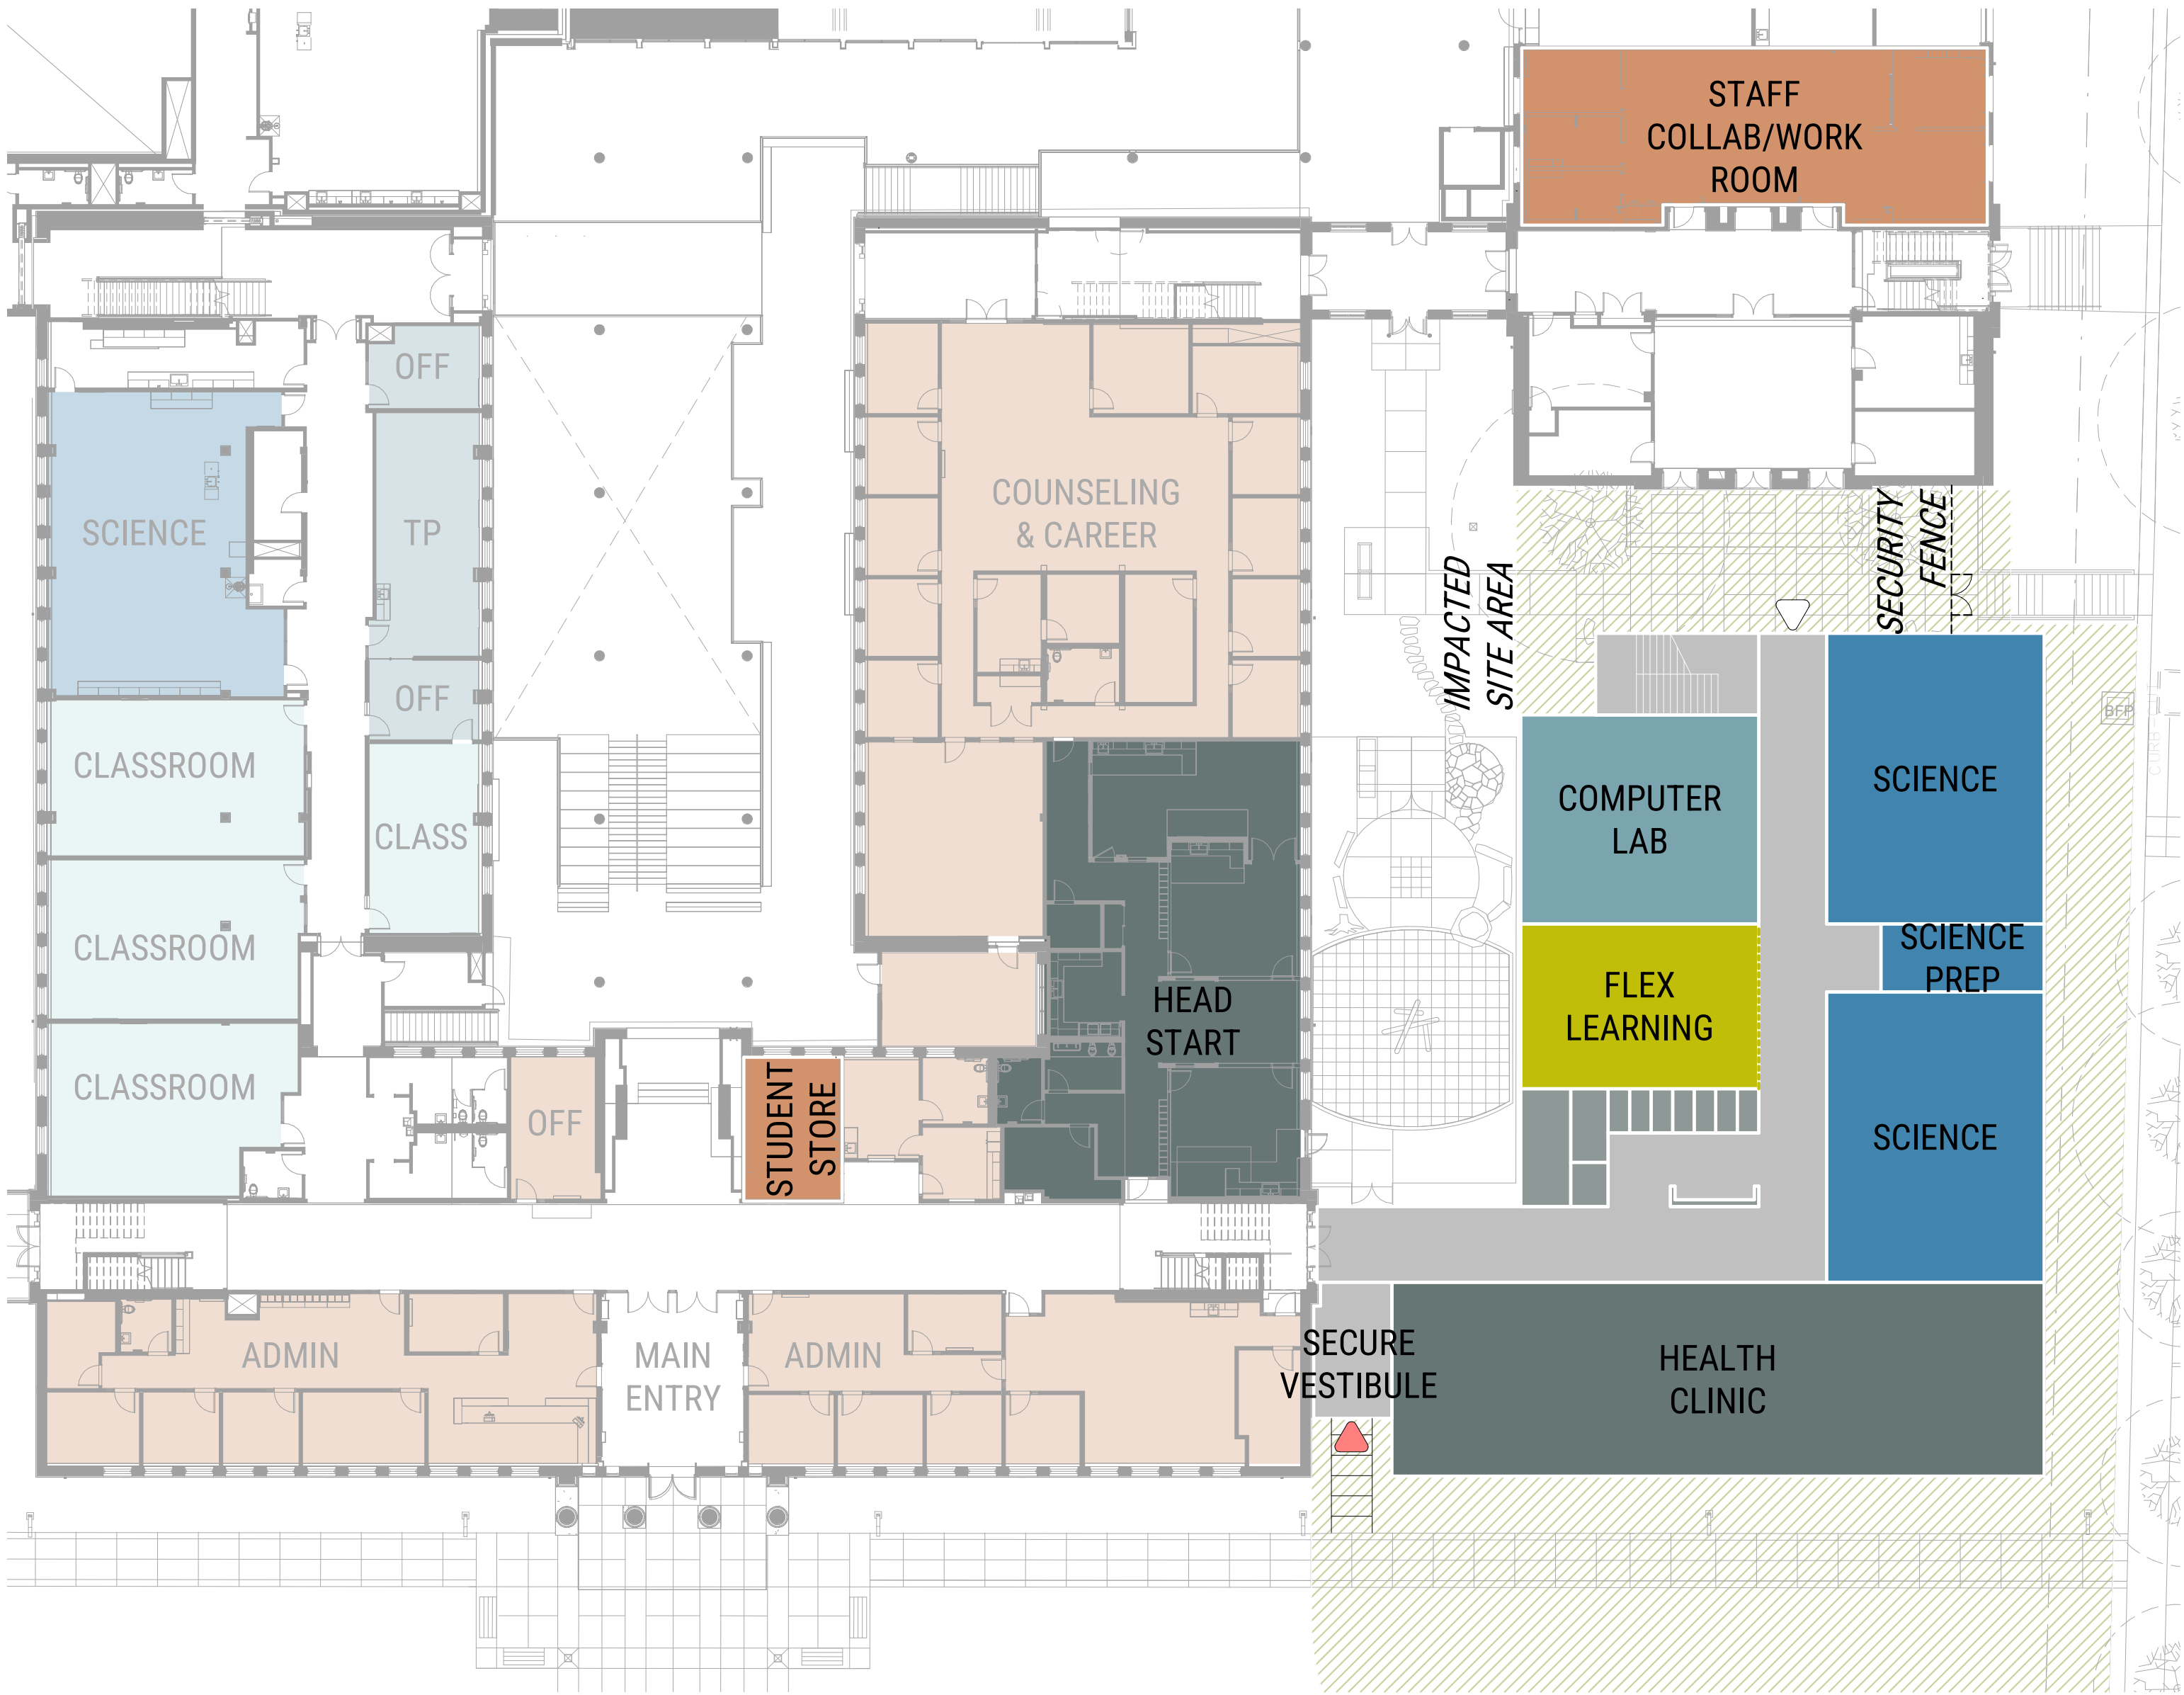 STAFF
COLLAB/WORK
ROOM
OFF
SCIENCE
TP
COUNSELING
& CAREER
SECURITY
FENCE
IMPACTED
SITE AREA
OFF
BFP
CURB
CLASSROOM
CLASS
COMPUTER
LAB
SCIENCE
CLASSROOM
SCIENCE
PREP
FLEX
LEARNING
HEAD
START
CLASSROOM
OFF
STUDENT
STORE
SCIENCE
ADMIN
MAIN
ENTRY
ADMIN
SECURE
VESTIBULE
HEALTH
CLINIC